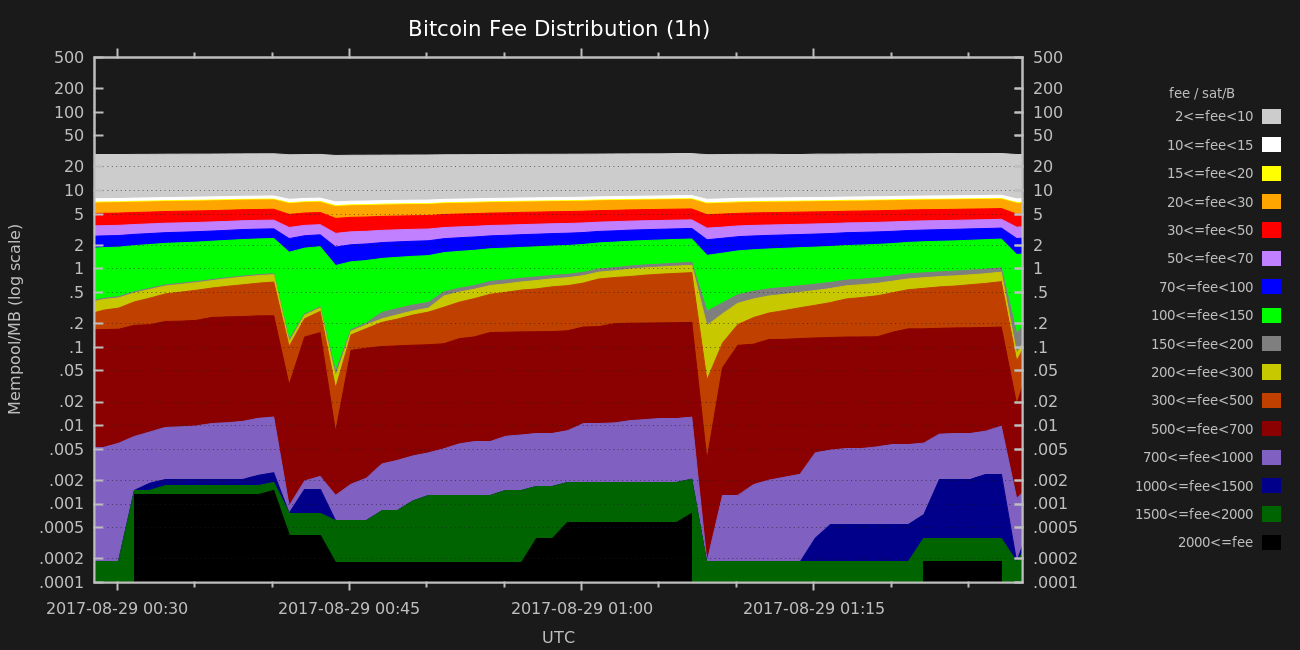 Bitcoin Fee Distribution (1h)
Mempool/MB (log scale)
500
200
100
50
20
10
5
2
1
.5
.2
.1
.05
.02
.01
.005
.002
.001
.0005
.0002
.0001
500
200
100
50
20
10
5
2
1
.5
.2
.1
.05
.02
.01
.005
.002
.001
.0005
.0002
.0001
2017-08-29 00:30
2017-08-29 00:45
2017-08-29 01:00
2017-08-29 01:15
UTC
fee / sat/B
2<=fee<10
10<=fee<15
15<=fee<20
20<=fee<30
30<=fee<50
50<=fee<70
70<=fee<100
100<=fee<150
150<=fee<200
200<=fee<300
300<=fee<500
500<=fee<700
700<=fee<1000
1000<=fee<1500
1500<=fee<2000
2000<=fee